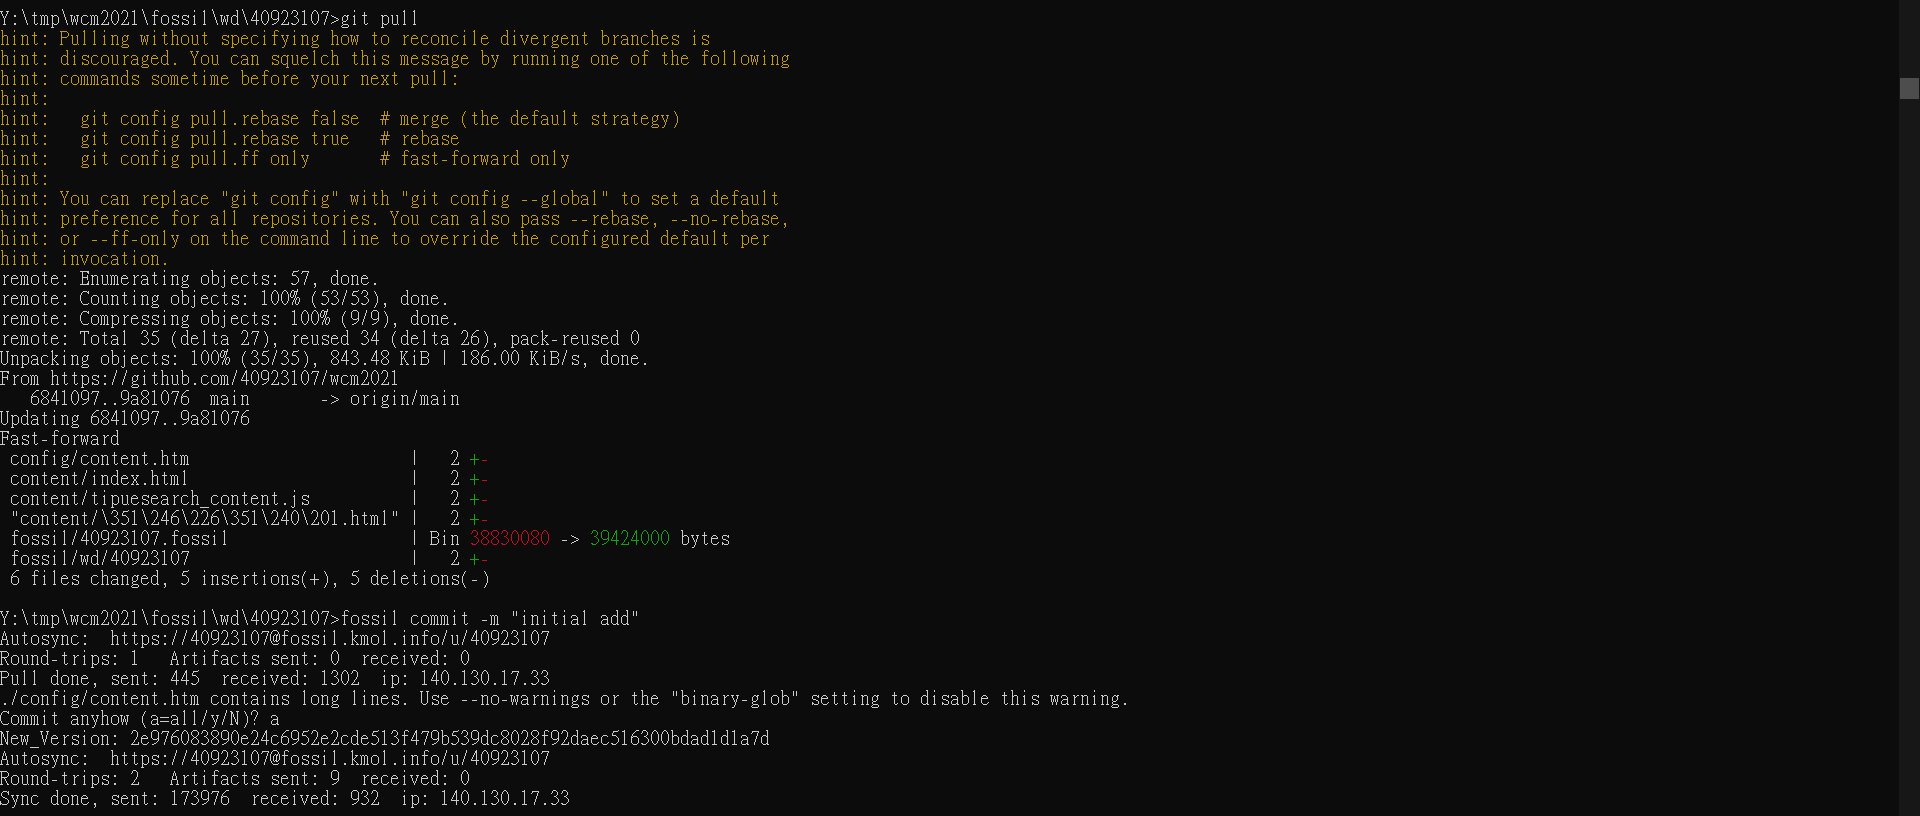 Y:\tmp\wcm2021\fossil\wd\40923107>git pull
hint: Pulling without specifying how to reconcile divergent branches is
hint: discouraged. You can squelch this message by running one of the following
hint: commands sometime before your next pull:
hint:
hint:   git config pull.rebase false  # merge (the default strategy)
hint:   git config pull.rebase true   # rebase
hint:   git config pull.ff only       # fast-forward only
hint:
hint: You can replace "git config" with "git config --global" to set a default
hint: preference for all repositories. You can also pass --rebase, --no-rebase,
hint: or --ff-only on the command line to override the configured default per
hint: invocation.
remote: Enumerating objects: 57, done.
remote: Counting objects: 100% (53/53), done.
remote: Compressing objects: 100% (9/9), done.
remote: Total 35 (delta 27), reused 34 (delta 26), pack-reused 0
Unpacking objects: 100% (35/35), 843.48 KiB | 186.00 KiB/s, done.
From https://github.com/40923107/wcm2021
   6841097..9a81076  main       -> origin/main
Updating 6841097..9a81076
Fast-forward
 config/content.htm                      |   2 +-
 content/index.html                      |   2 +-
 content/tipuesearch_content.js          |   2 +-
 "content/\351\246\226\351\240\201.html" |   2 +-
 fossil/40923107.fossil                  | Bin 38830080 -> 39424000 bytes
 fossil/wd/40923107                      |   2 +-
 6 files changed, 5 insertions(+), 5 deletions(-)
Y:\tmp\wcm2021\fossil\wd\40923107>fossil commit -m "initial add"
Autosync:  https://40923107@fossil.kmol.info/u/40923107
Round-trips: 1   Artifacts sent: 0  received: 0
Pull done, sent: 445  received: 1302  ip: 140.130.17.33
./config/content.htm contains long lines. Use --no-warnings or the "binary-glob" setting to disable this warning.
Commit anyhow (a=all/y/N)? a
New_Version: 2e976083890e24c6952e2cde513f479b539dc8028f92daec516300bdad1d1a7d
Autosync:  https://40923107@fossil.kmol.info/u/40923107
Round-trips: 2   Artifacts sent: 9  received: 0
Sync done, sent: 173976  received: 932  ip: 140.130.17.33